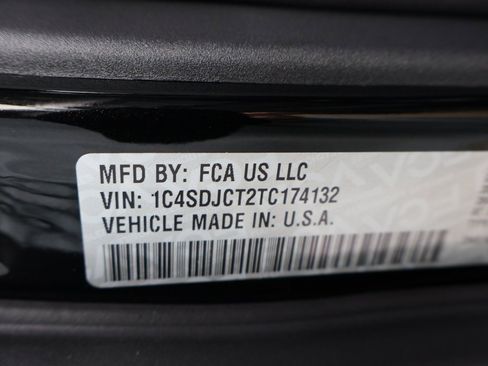 MFD BY: FCA US LLC
VIN: 1C4SDJCT2TC174132
VEHICLE MADE IN: U.S.A.